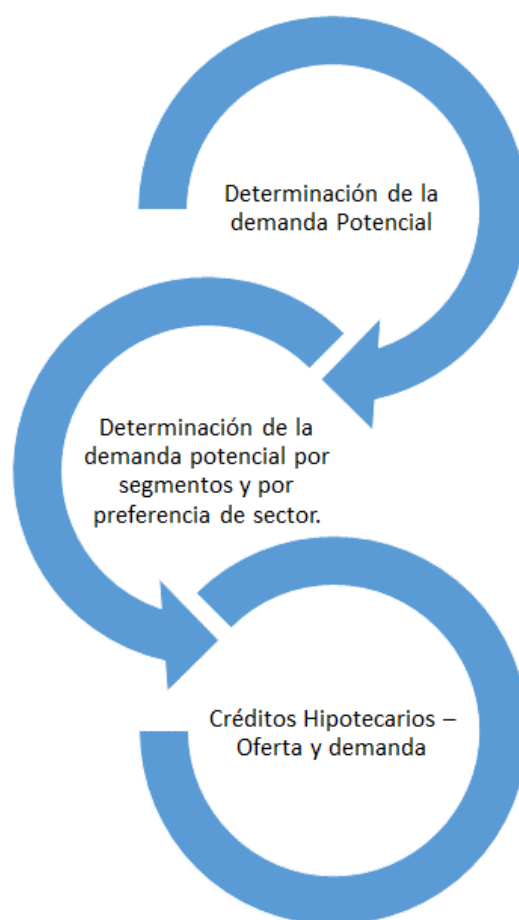 Determinación de la
demanda Potencial
Determinación de la
demanda potencial por
segmentos y por
preferencia de sector.
Créditos Hipotecarios –
Oferta y demanda